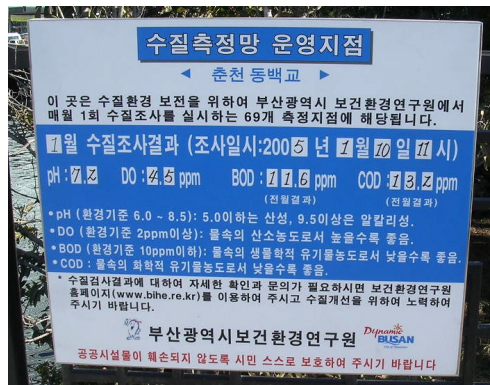 수질측정망 운영지점
◀ 춘천 동백교 ▶
이 곳은 수질환경 보전을 위하여 부산광역시 보건환경연구원에서
매월 1회 수질조사를 실시하는 69개 측정지점에 해당됩니다.
1월 수질조사결과 (조사일시:2005년 1월 10일 11시)
pH : 7.2 DO : 4.5 ppm BOD : 11.6 ppm COD : 13.2 ppm
(전월결과) (전월결과)
• pH (환경기준 6.0 ~ 8.5): 5.0이하는 산성, 9.5이상은 알칼리성.
• DO (환경기준 2ppm이상): 물속의 산소농도로서 높을수록 좋음.
• BOD (환경기준 10ppm이하): 물속의 생물학적 유기물농도로서 낮을수록 좋음.
• COD : 물속의 화학적 유기물농도로서 낮을수록 좋음.
* 수질검사결과에 대하여 자세한 확인과 문의가 필요하시면 보건환경연구원
홈페이지(www.bihe.re.kr)를 이용하여 주시고 수질개선을 위하여 노력하여
주시기 바랍니다.
부산광역시보건환경연구원 Dynamic BUSAN
공공시설물이 훼손되지 않도록 시민 스스로 보호하여 주시기 바랍니다